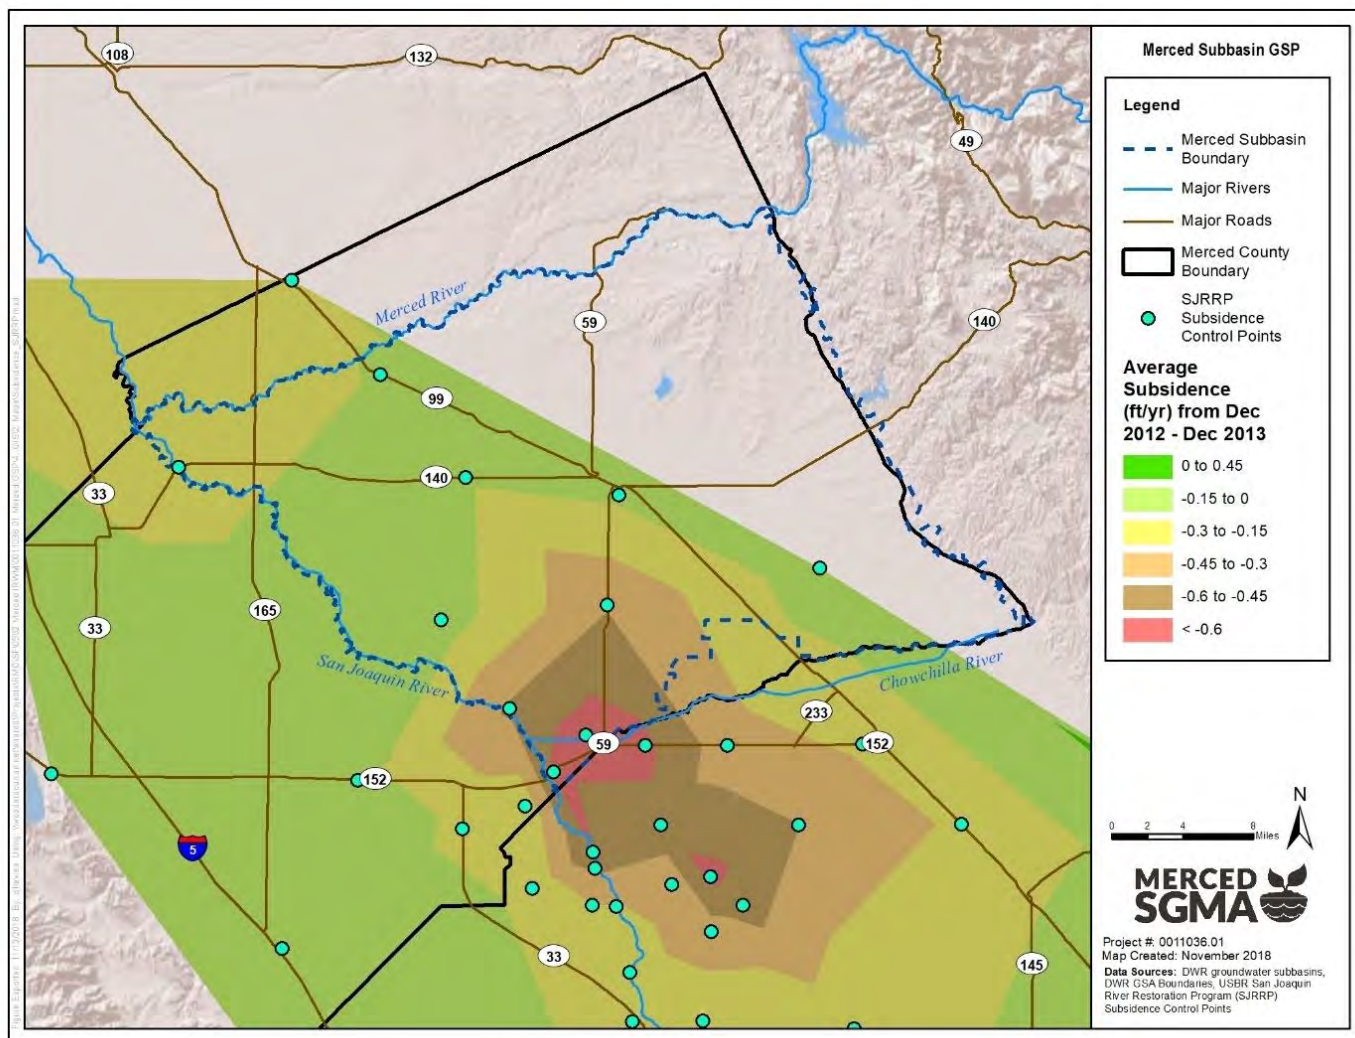 Merced Subbasin GSP
Legend
Merced Subbasin
Boundary
Major Rivers
Major Roads
Merced County
Boundary
SJRRP
Subsidence
Control Points
Average
Subsidence
(ft/yr) from Dec
2012 - Dec 2013
0 to 0.45
-0.15 to 0
-0.3 to -0.15
-0.45 to -0.3
-0.6 to -0.45
< -0.6
108
132
49
Merced River
59
140
99
33
140
165
33
San Joaquin River
Chowchilla River
233
59
152
152
5
33
145
N
0 2 4 8 Miles
MERCED
SGMA
Project #: 0011036.01
Map Created: November 2018
Data Sources: DWR groundwater subbasins,
DWR GSA Boundaries, USBR San Joaquin
River Restoration Program (SJRRP)
Subsidence Control Points